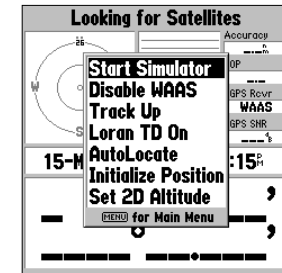 Looking for Satellites
Accuracy
Start Simulator
Disable WAAS
Track Up
Loran TD On
AutoLocate
Initialize Position
Set 2D Altitude
MENU for Main Menu
W
S
OP
GPS Rcvr
WAAS
GPS SNR
15-M
:15